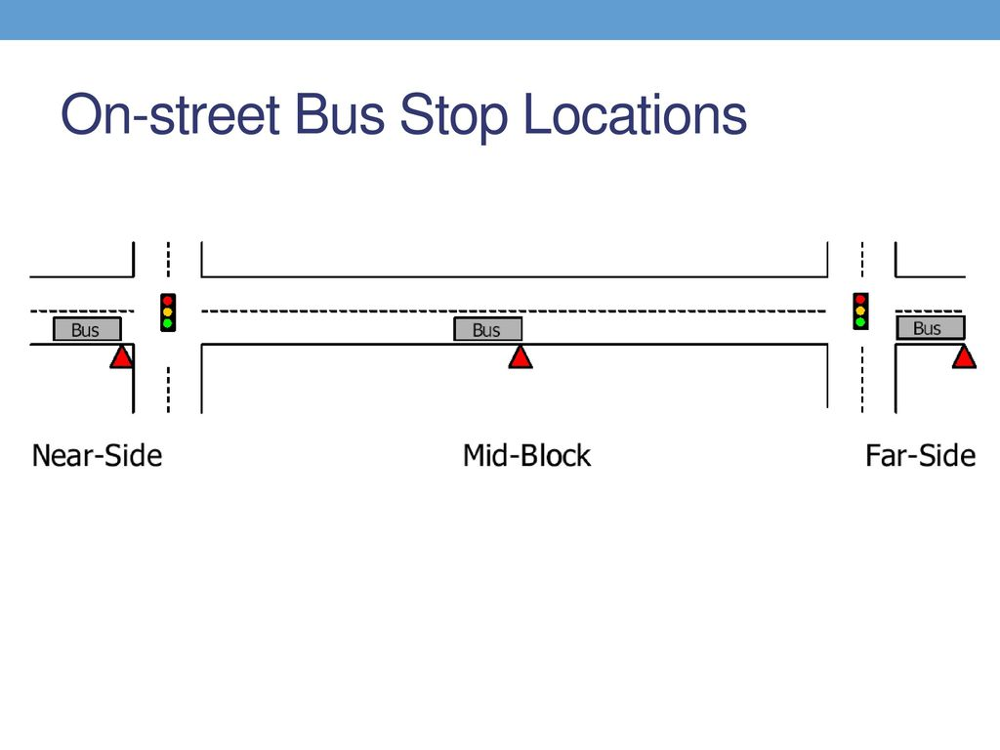 On-street Bus Stop Locations
Bus
Bus
Bus
Near-Side
Mid-Block
Far-Side